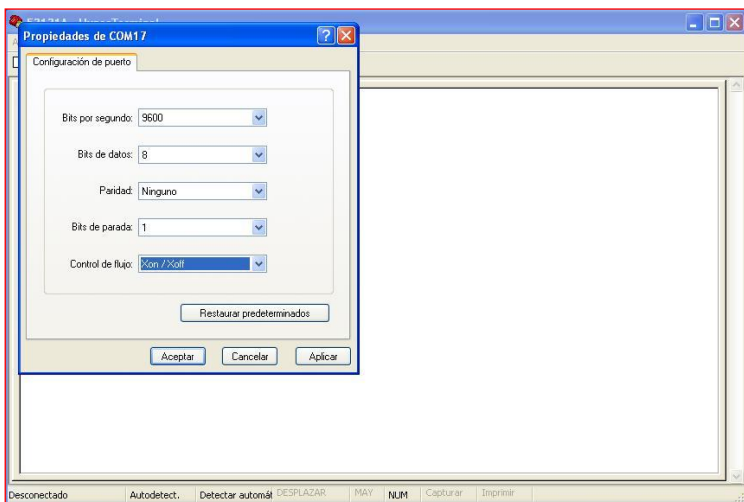 Propiedades de COM17
Configuración de puerto
Bits por segundo: 9600
Bits de datos: 8
Paridad: Ninguno
Bits de parada: 1
Control de flujo: Xon / Xoff
Restaurar predeterminados
Aceptar Cancelar Aplicar
Desconectado Autodetect. Detectar automát DESPLAZAR MAY NUM Capturar Imprimir